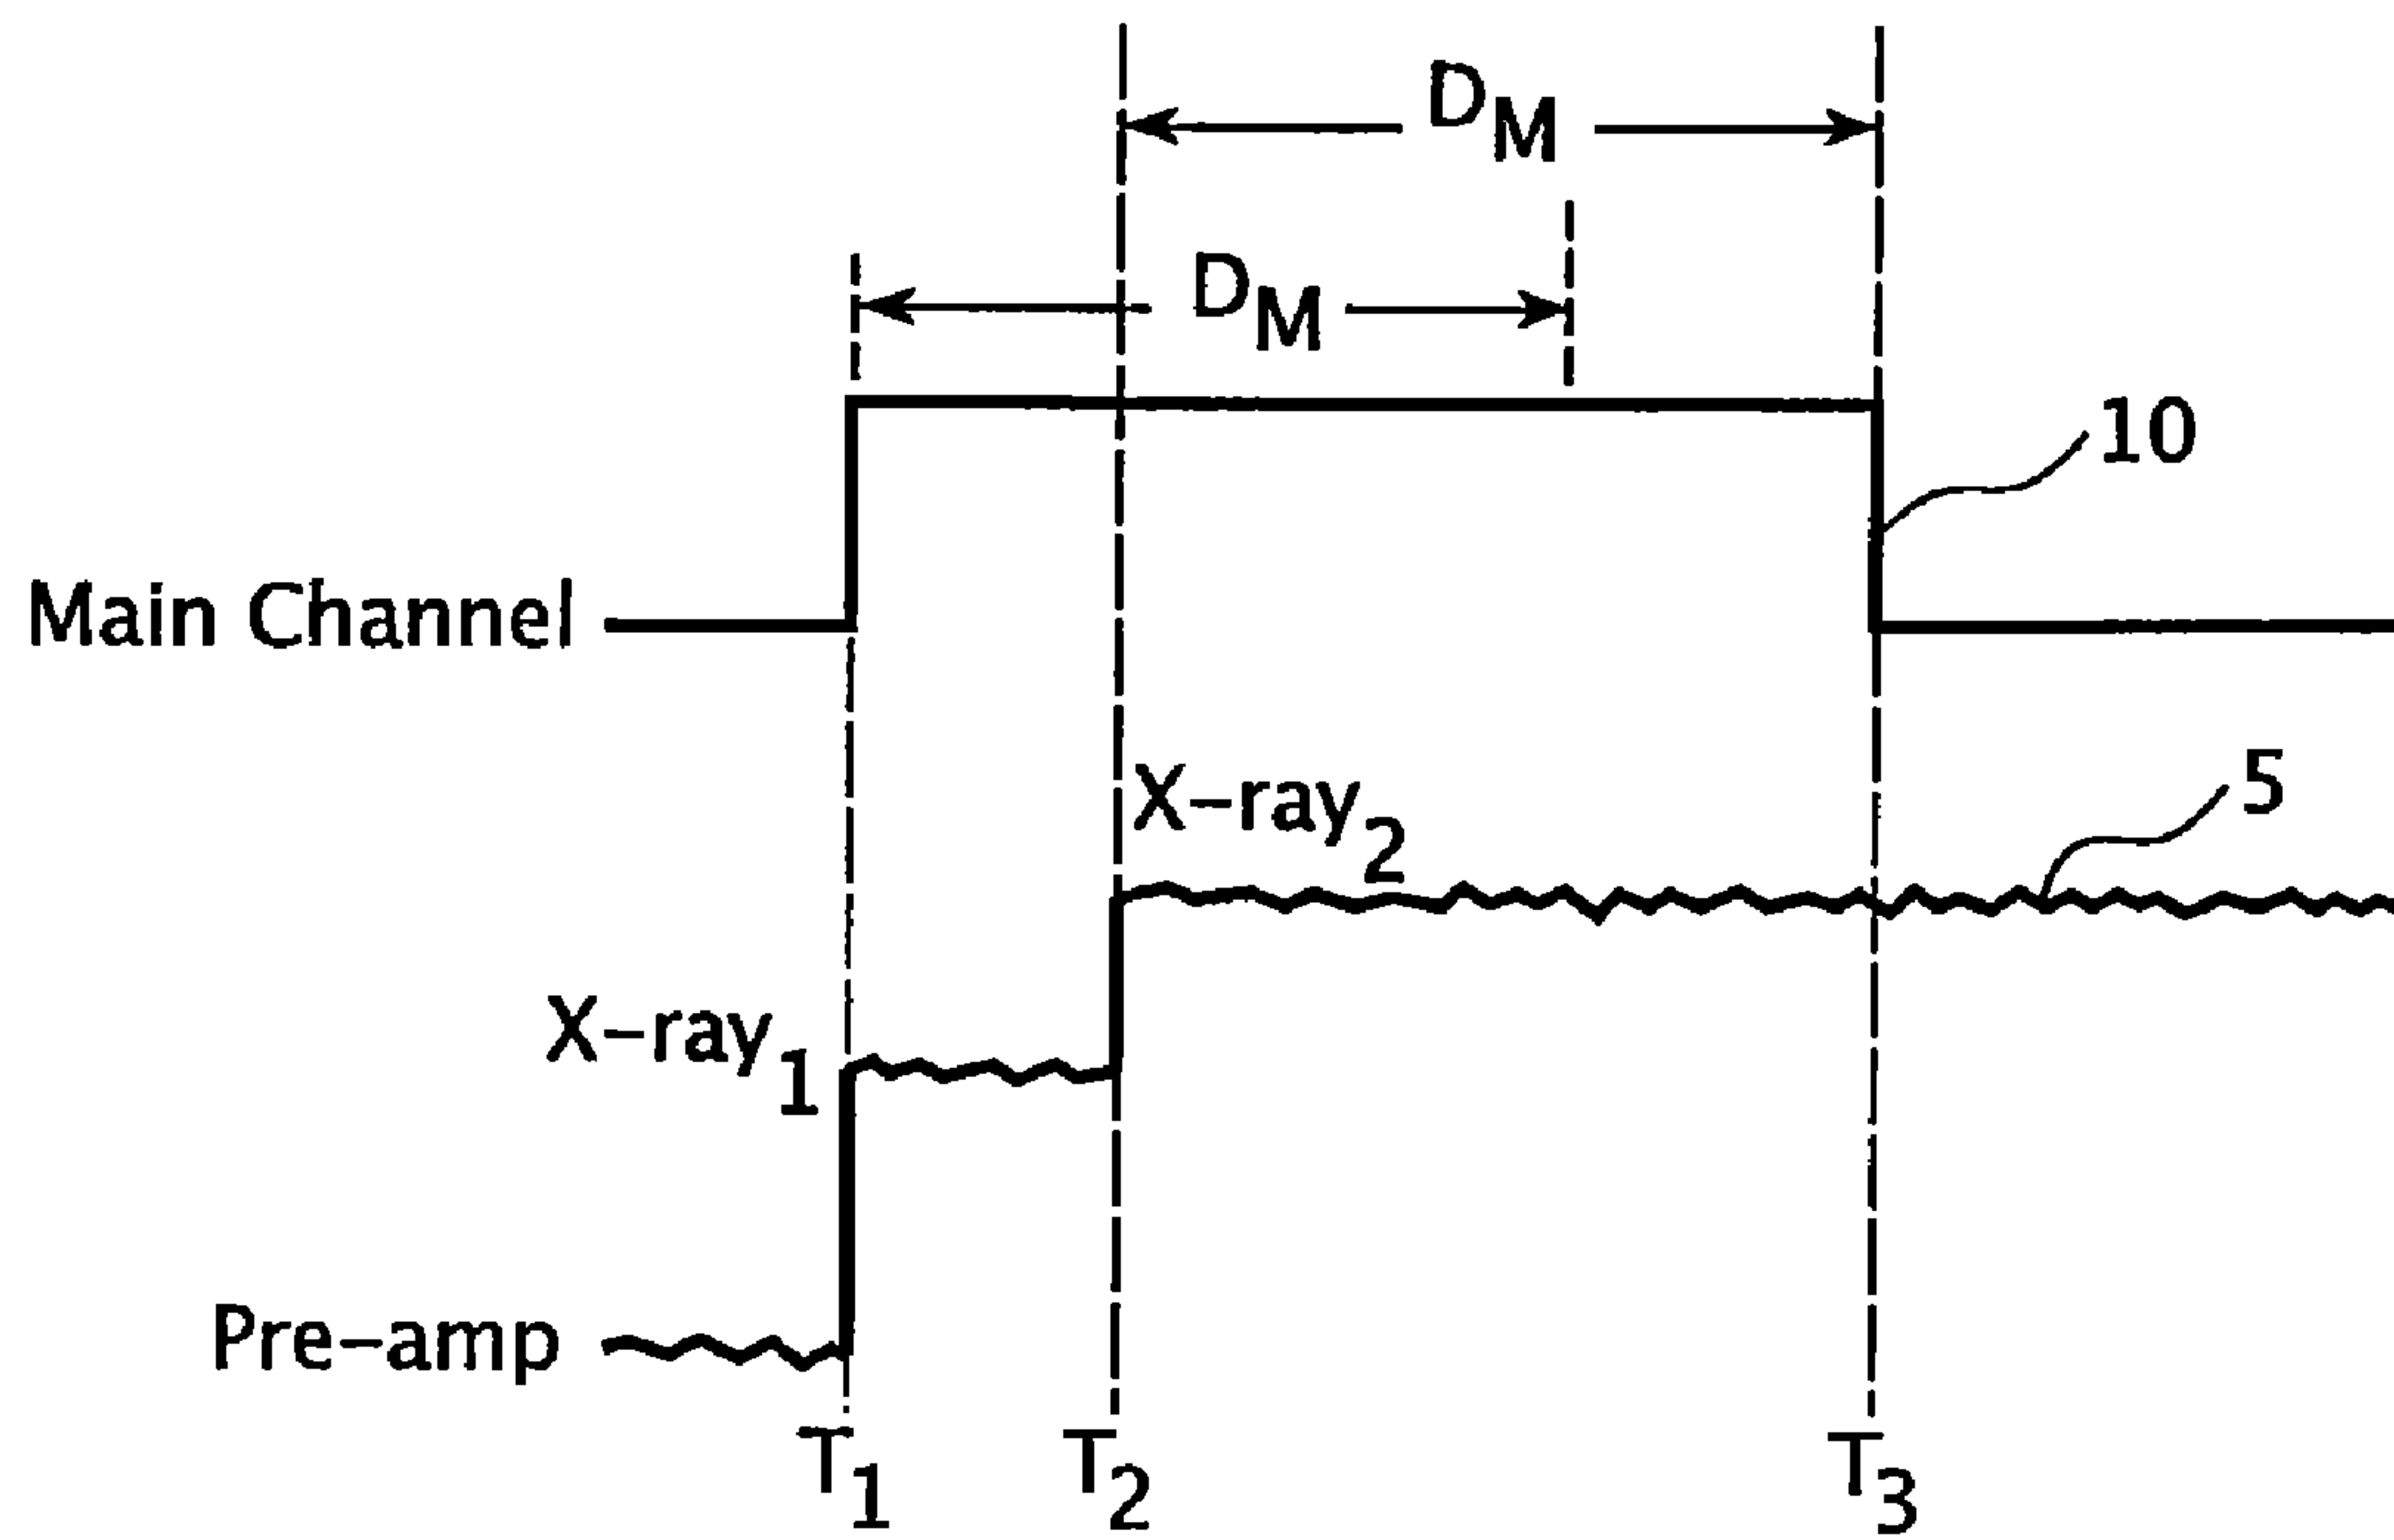 D_M
D_M
10
Main Channel
X-ray_2
5
X-ray_1
Pre-amp
T_1 T_2 T_3